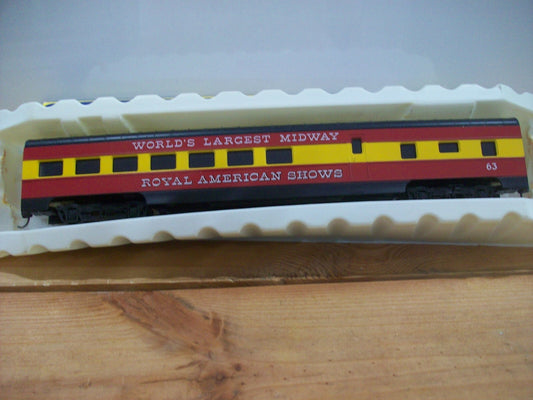 WORLD'S LARGEST MIDWAY
ROYAL AMERICAN SHOWS
63